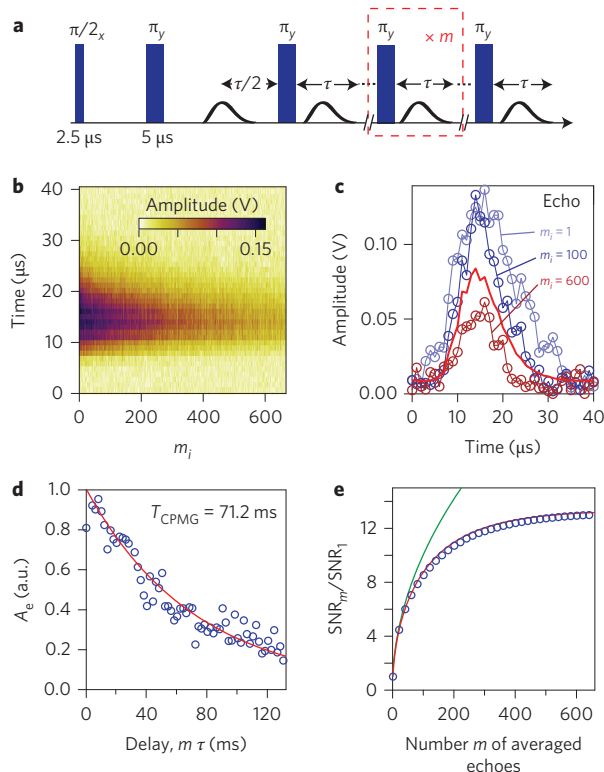 a
π/2x πy πy πy × m πy
τ/2 τ τ τ
2.5 μs 5 μs
b
Amplitude (V)
0.00 0.15
40
30
20
10
0
Time (μs)
0 200 400 600
mi
c
Echo
mi = 1
mi = 100
mi = 600
0.10
0.05
0.00
Amplitude (V)
0 10 20 30 40
Time (μs)
d
TCPMG = 71.2 ms
1.0
0.8
0.6
0.4
0.2
0.0
Ae (a.u.)
0 40 80 120
Delay, m τ (ms)
e
12
8
4
0
SNRm/SNR1
0 200 400 600
Number m of averaged
echoes